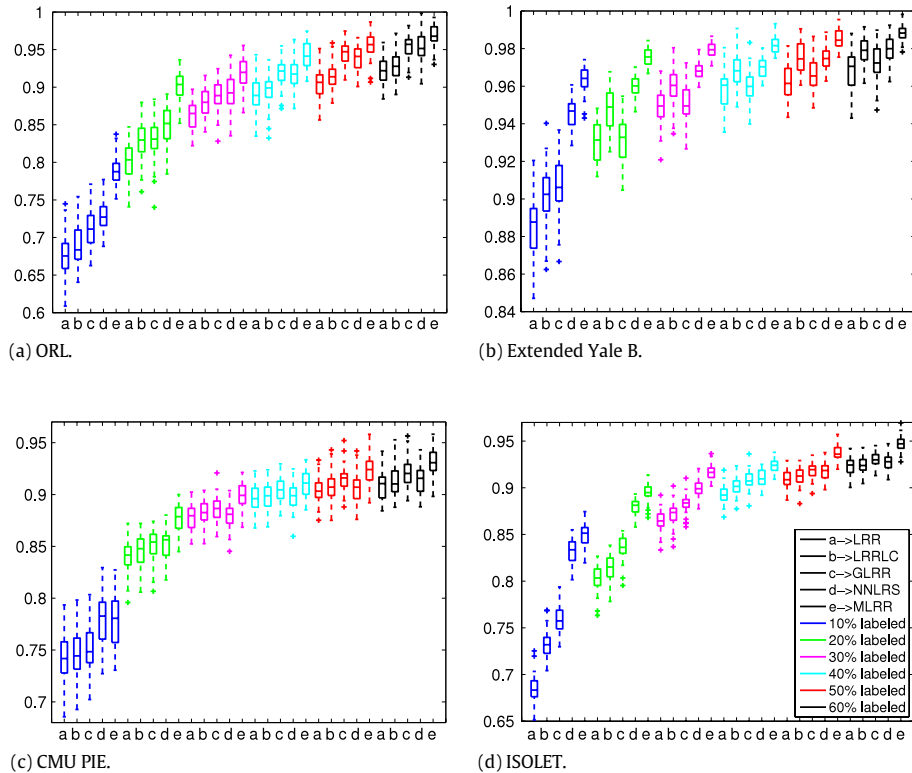 1
0.95
0.9
0.85
0.8
0.75
0.7
0.65
0.6
a b c d e a b c d e a b c d e a b c d e a b c d e a b c d e
(a) ORL.
1
0.98
0.96
0.94
0.92
0.9
0.88
0.86
0.84
a b c d e a b c d e a b c d e a b c d e a b c d e a b c d e
(b) Extended Yale B.
0.95
0.9
0.85
0.8
0.75
0.7
a b c d e a b c d e a b c d e a b c d e a b c d e a b c d e
(c) CMU PIE.
0.95
0.9
0.85
0.8
0.75
0.7
0.65
a->LRR
b->LRRLC
c->GLRR
d->NNLRS
e->MLRR
10% labeled
20% labeled
30% labeled
40% labeled
50% labeled
60% labeled
a b c d e a b c d e a b c d e a b c d e a b c d e a b c d e
(d) ISOLET.